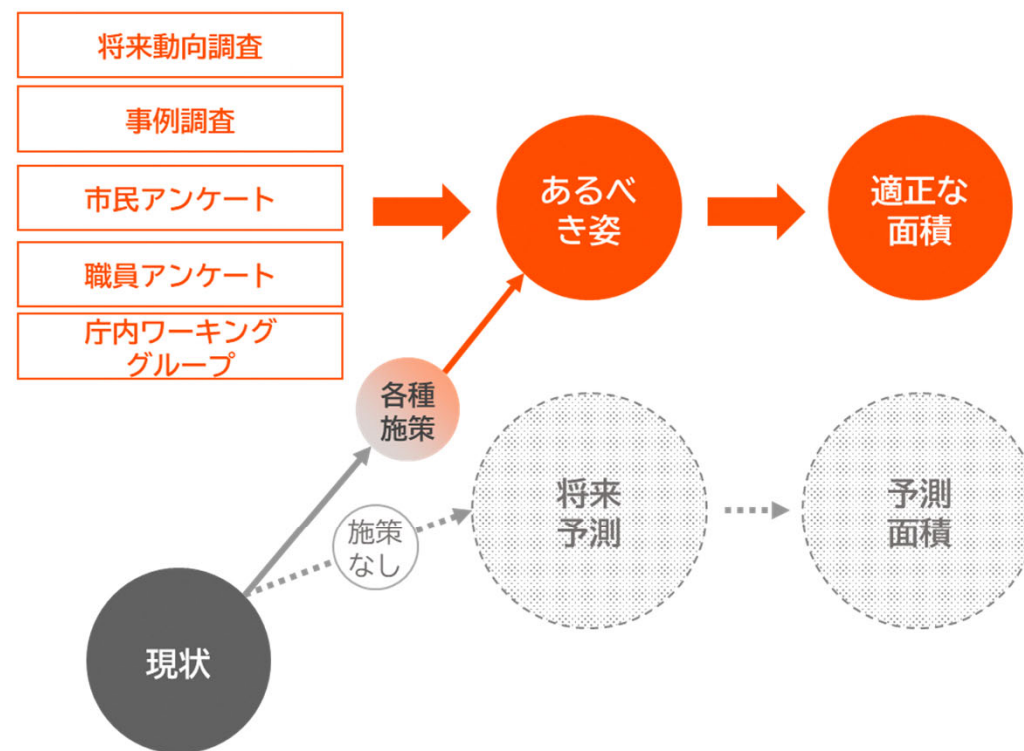 将来動向調査
事例調査
市民アンケート
職員アンケート
庁内ワーキング
グループ
あるべ
き姿
適正な
面積
各種
施策
将来
予測
予測
面積
施策
なし
現状